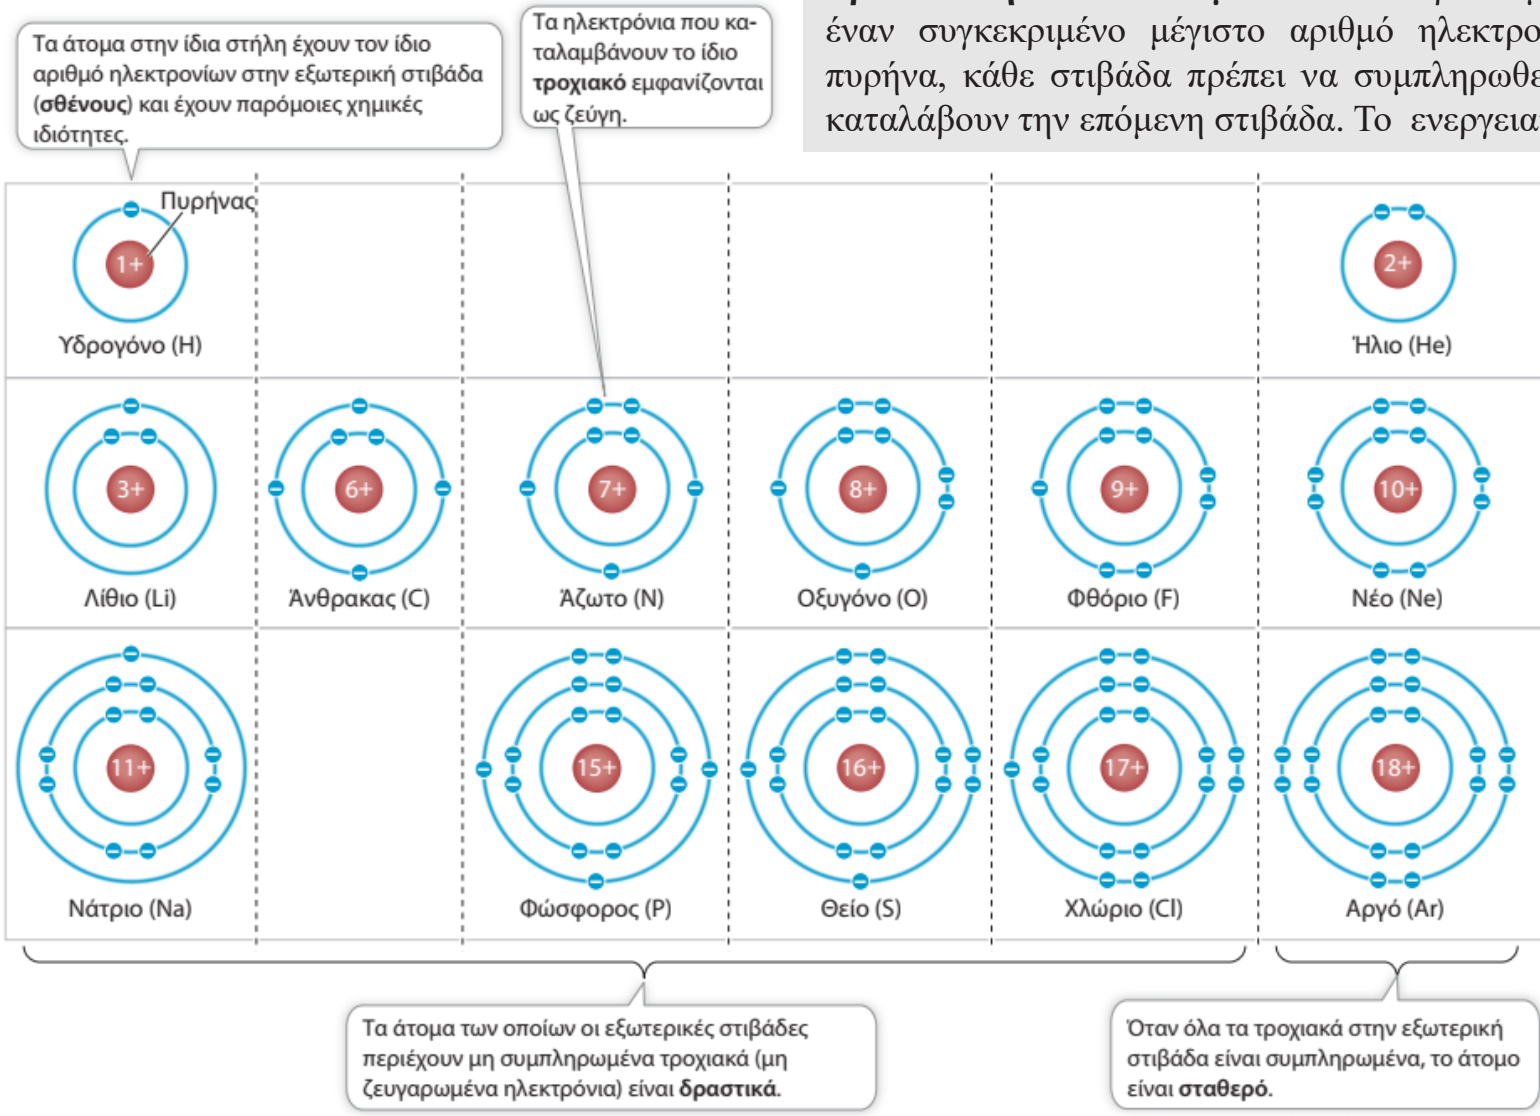 Τα άτομα στην ίδια στήλη έχουν τον ίδιο
αριθμό ηλεκτρονίων στην εξωτερική στιβάδα
(σθένους) και έχουν παρόμοιες χημικές
ιδιότητες.
Τα ηλεκτρόνια που κα-
ταλαμβάνουν το ίδιο
τροχιακό εμφανίζονται
ως ζεύγη.
έναν συγκεκριμένο μέγιστο αριθμό ηλεκτρο
πυρήνα, κάθε στιβάδα πρέπει να συμπληρωθε
καταλάβουν την επόμενη στιβάδα. Το ενεργεια
Πυρήνας
1+
2+
Υδρογόνο (H)
Ήλιο (He)
3+
6+
7+
8+
9+
10+
Λίθιο (Li)
Άνθρακας (C)
Άζωτο (N)
Οξυγόνο (O)
Φθόριο (F)
Νέο (Ne)
11+
15+
16+
17+
18+
Νάτριο (Na)
Φώσφορος (P)
Θείο (S)
Χλώριο (Cl)
Αργό (Ar)
Τα άτομα των οποίων οι εξωτερικές στιβάδες
περιέχουν μη συμπληρωμένα τροχιακά (μη
ζευγαρωμένα ηλεκτρόνια) είναι δραστικά.
Όταν όλα τα τροχιακά στην εξωτερική
στιβάδα είναι συμπληρωμένα, το άτομο
είναι σταθερό.